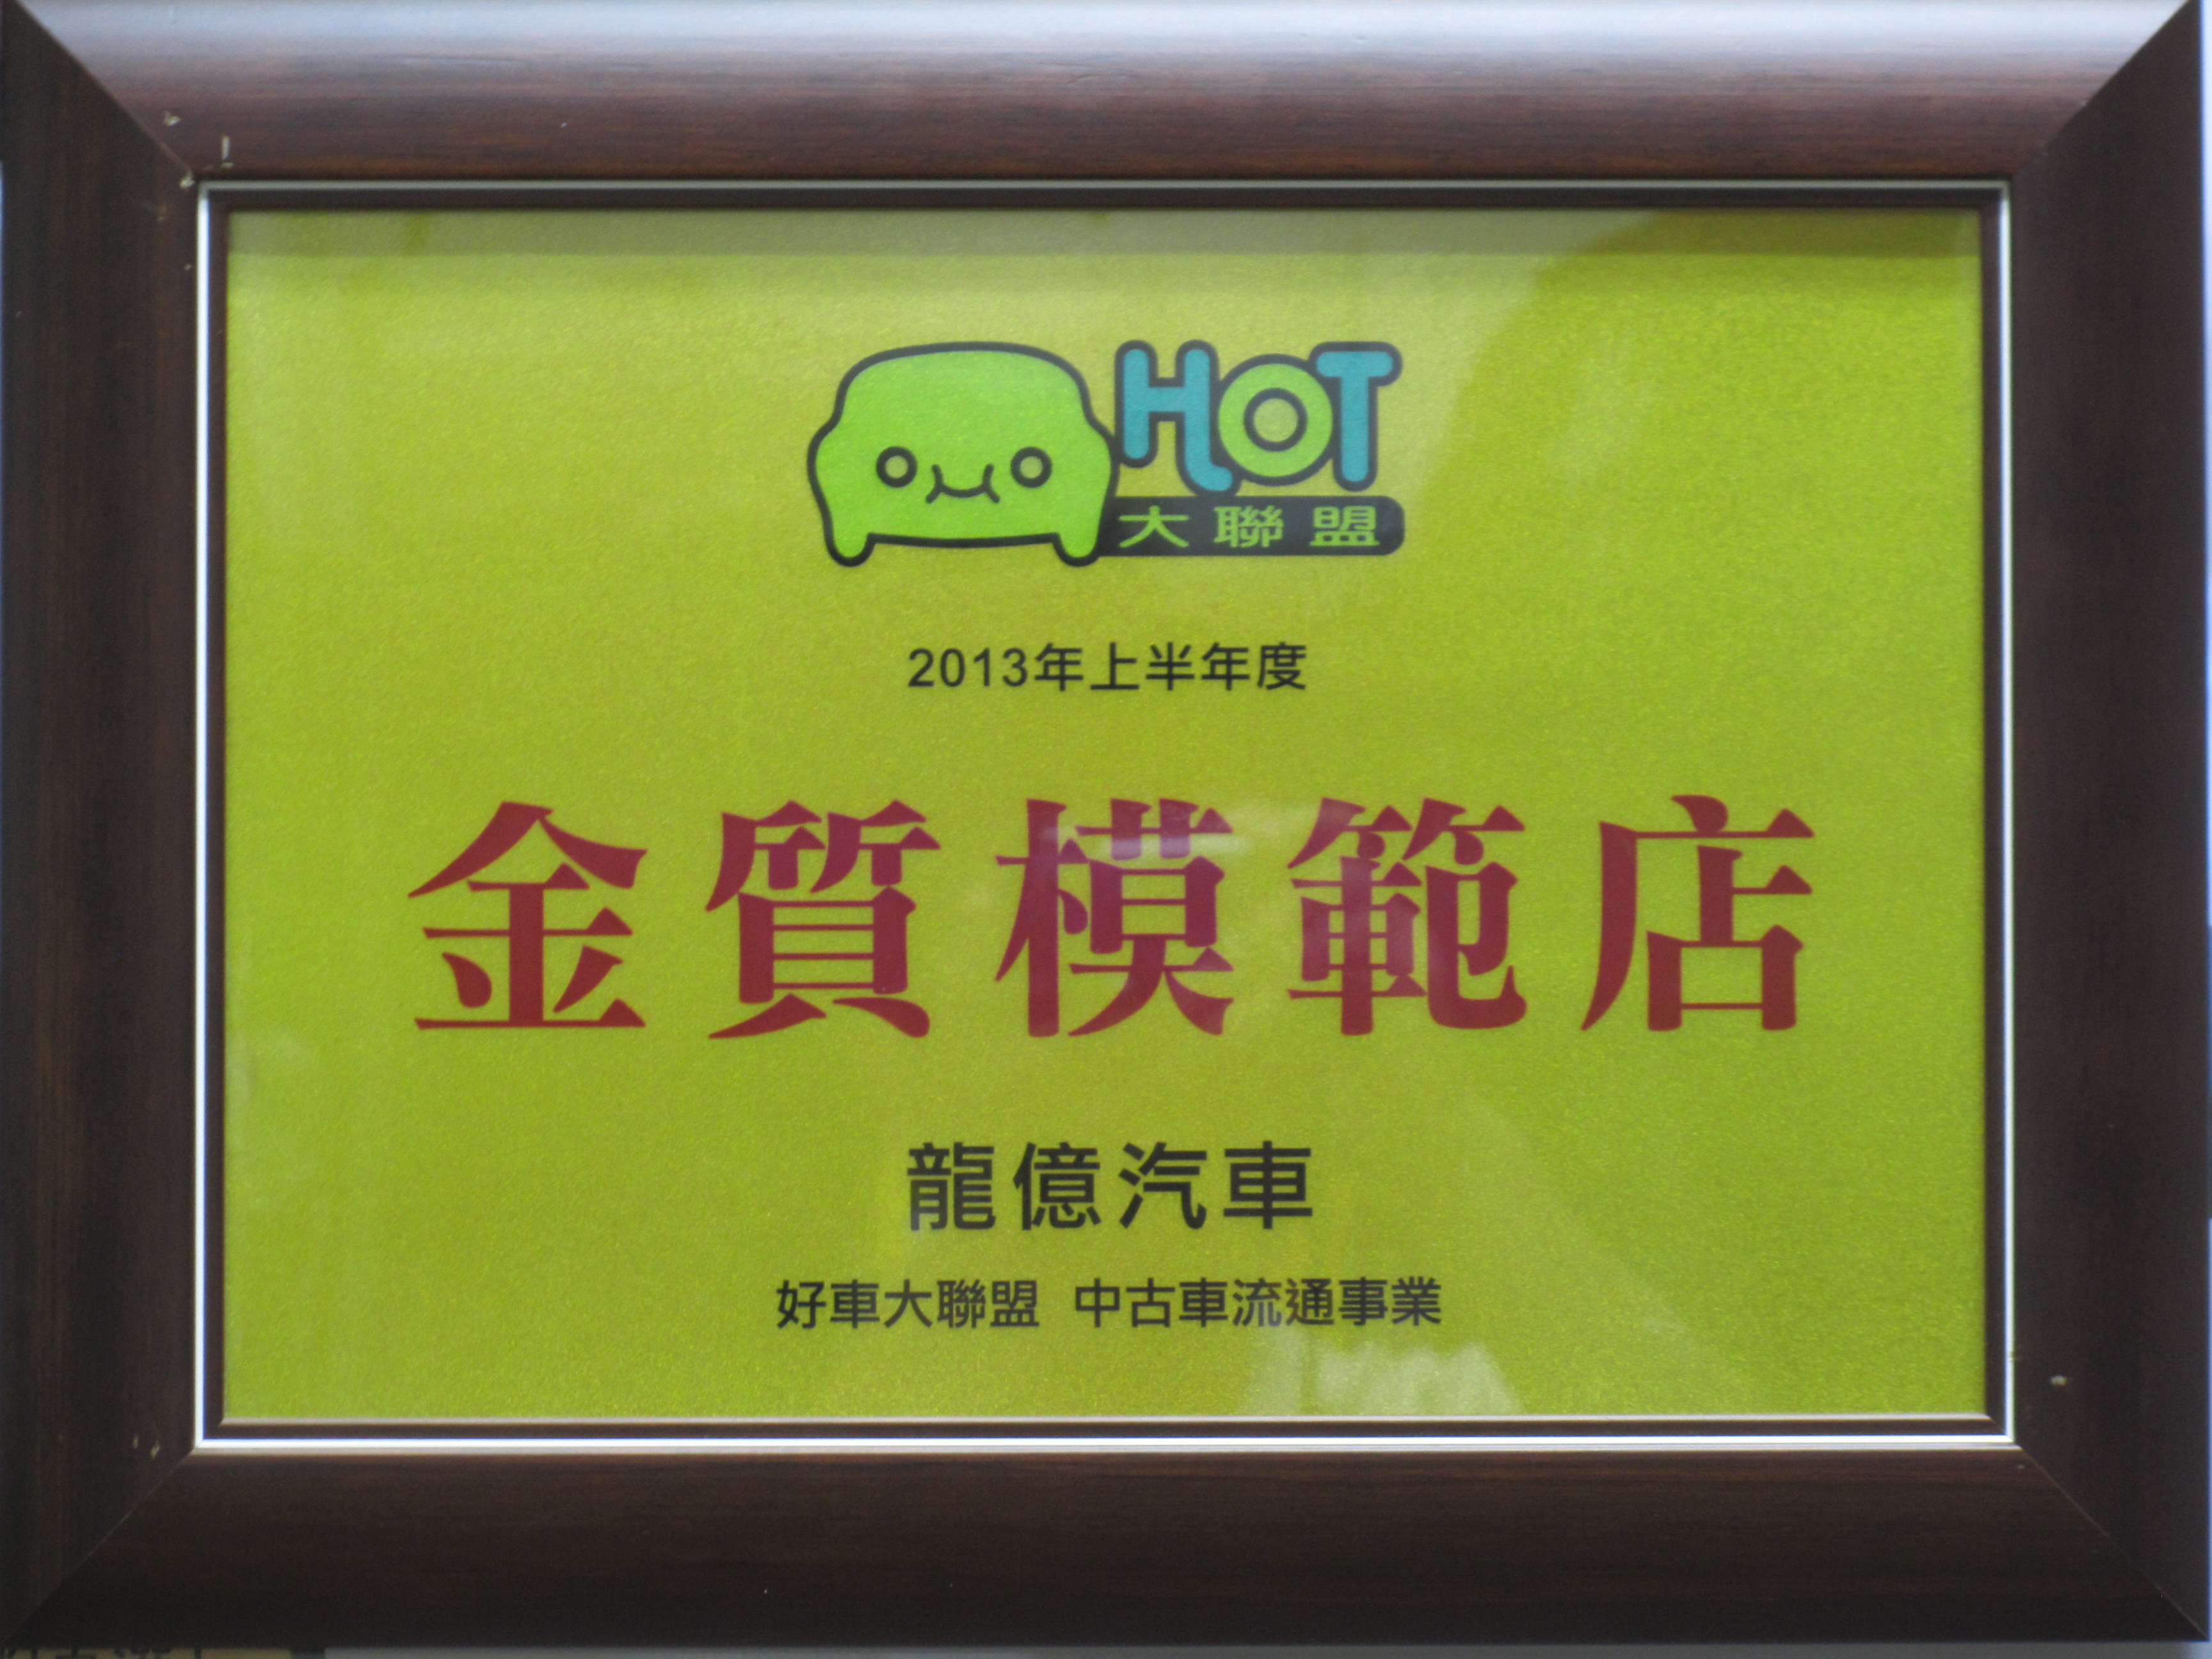 HOT
大聯盟
2013年上半年度
金質模範店
龍億汽車
好車大聯盟 中古車流通事業